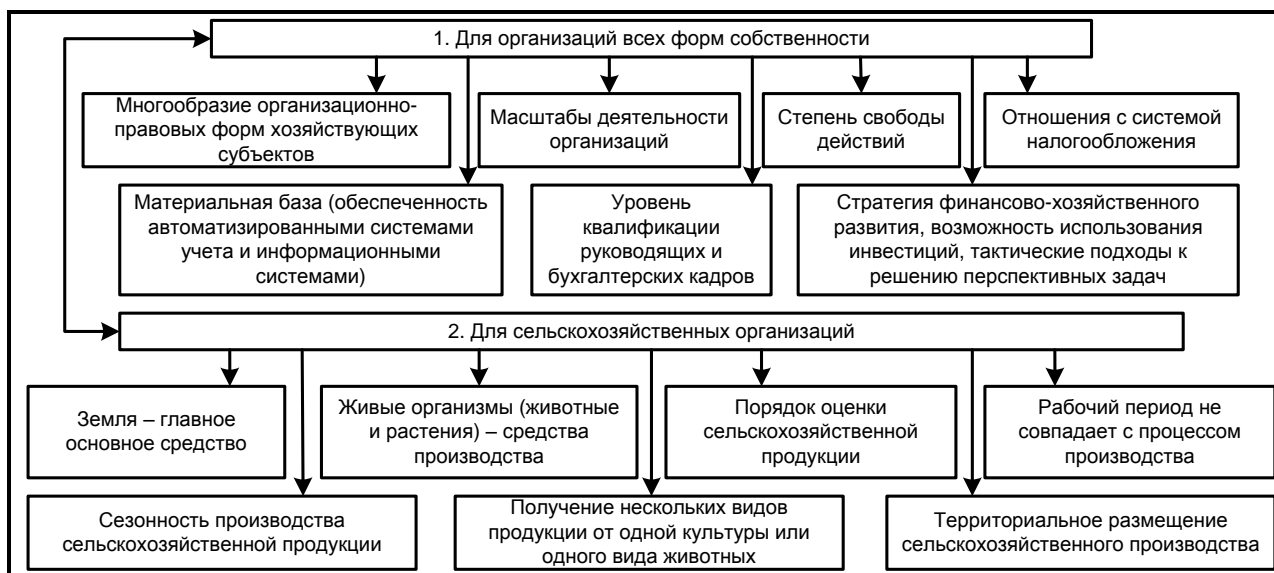 1. Для организаций всех форм собственности
Многообразие организационно-
правовых форм хозяйствующих
субъектов
Масштабы деятельности
организаций
Степень свободы
действий
Отношения с системой
налогообложения
Материальная база (обеспеченность
автоматизированными системами
учета и информационными
системами)
Уровень
квалификации
руководящих и
бухгалтерских кадров
Стратегия финансово-хозяйственного
развития, возможность использования
инвестиций, тактические подходы к
решению перспективных задач
2. Для сельскохозяйственных организаций
Земля – главное
основное средство
Живые организмы (животные
и растения) – средства
производства
Порядок оценки
сельскохозяйственной
продукции
Рабочий период не
совпадает с процессом
производства
Сезонность производства
сельскохозяйственной продукции
Получение нескольких видов
продукции от одной культуры или
одного вида животных
Территориальное размещение
сельскохозяйственного производства